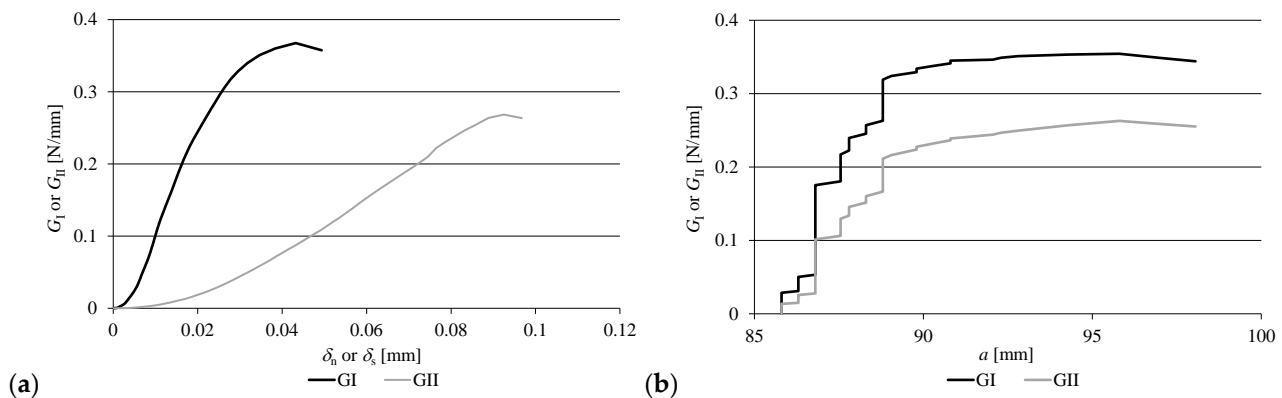 0.4
0.3
0.2
0.1
0
G_I or G_II [N/mm]
0 0.02 0.04 0.06 0.08 0.1 0.12
δ_n or δ_s [mm]
GI GII
(a)
0.4
0.3
0.2
0.1
0
G_I or G_II [N/mm]
85 90 95 100
a [mm]
GI GII
(b)